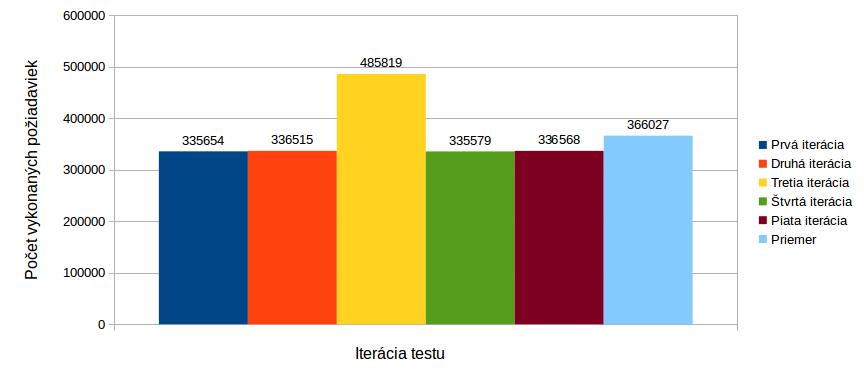 600000
500000
400000
300000
200000
100000
0
Počet vykonaných požiadaviek
335654
336515
485819
335579
336568
366027
Iterácia testu
Prvá iterácia
Druhá iterácia
Tretia iterácia
Štvrtá iterácia
Piata iterácia
Priemer